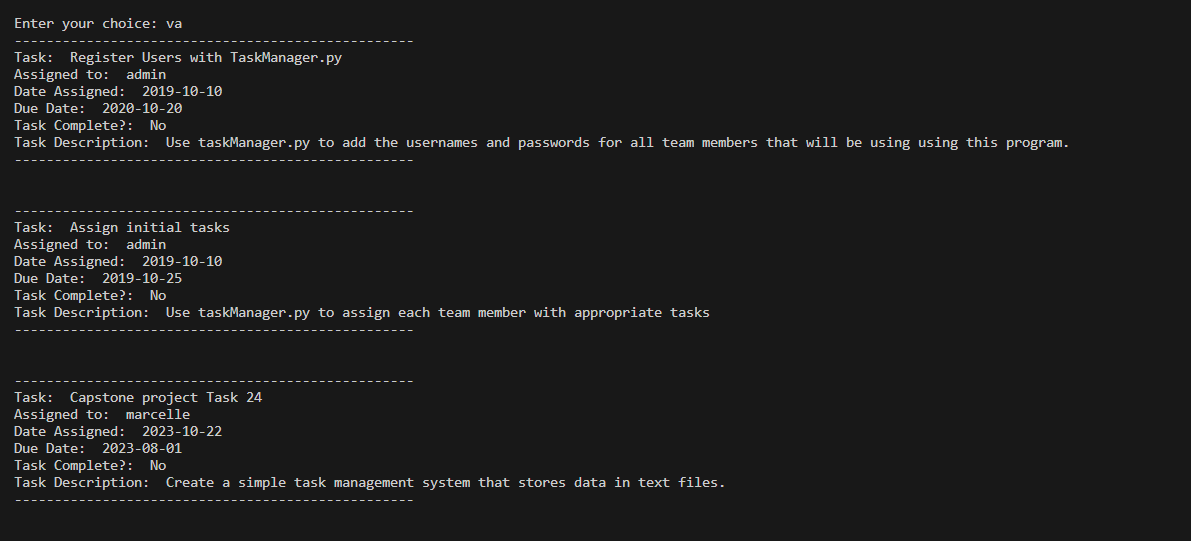 Enter your choice: va
--------------------------------------------------
Task:  Register Users with TaskManager.py
Assigned to:  admin
Date Assigned:  2019-10-10
Due Date:  2020-10-20
Task Complete?:  No
Task Description:  Use taskManager.py to add the usernames and passwords for all team members that will be using using this program.
--------------------------------------------------
--------------------------------------------------
Task:  Assign initial tasks
Assigned to:  admin
Date Assigned:  2019-10-10
Due Date:  2019-10-25
Task Complete?:  No
Task Description:  Use taskManager.py to assign each team member with appropriate tasks
--------------------------------------------------
--------------------------------------------------
Task:  Capstone project Task 24
Assigned to:  marcelle
Date Assigned:  2023-10-22
Due Date:  2023-08-01
Task Complete?:  No
Task Description:  Create a simple task management system that stores data in text files.
--------------------------------------------------